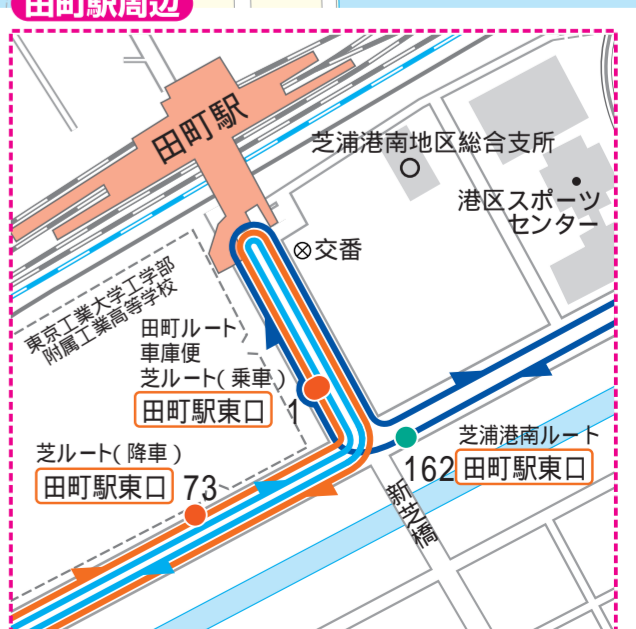 田町駅周辺
田町駅
芝浦港南地区総合支所
港区スポーツ
センター
交番
東京工業大学工学部
附属工業高等学校
田町ルート
車庫便
芝ルート(乗車)
田町駅東口 1
芝ルート(降車)
田町駅東口 73
芝浦港南ルート
162 田町駅東口
新芝橋